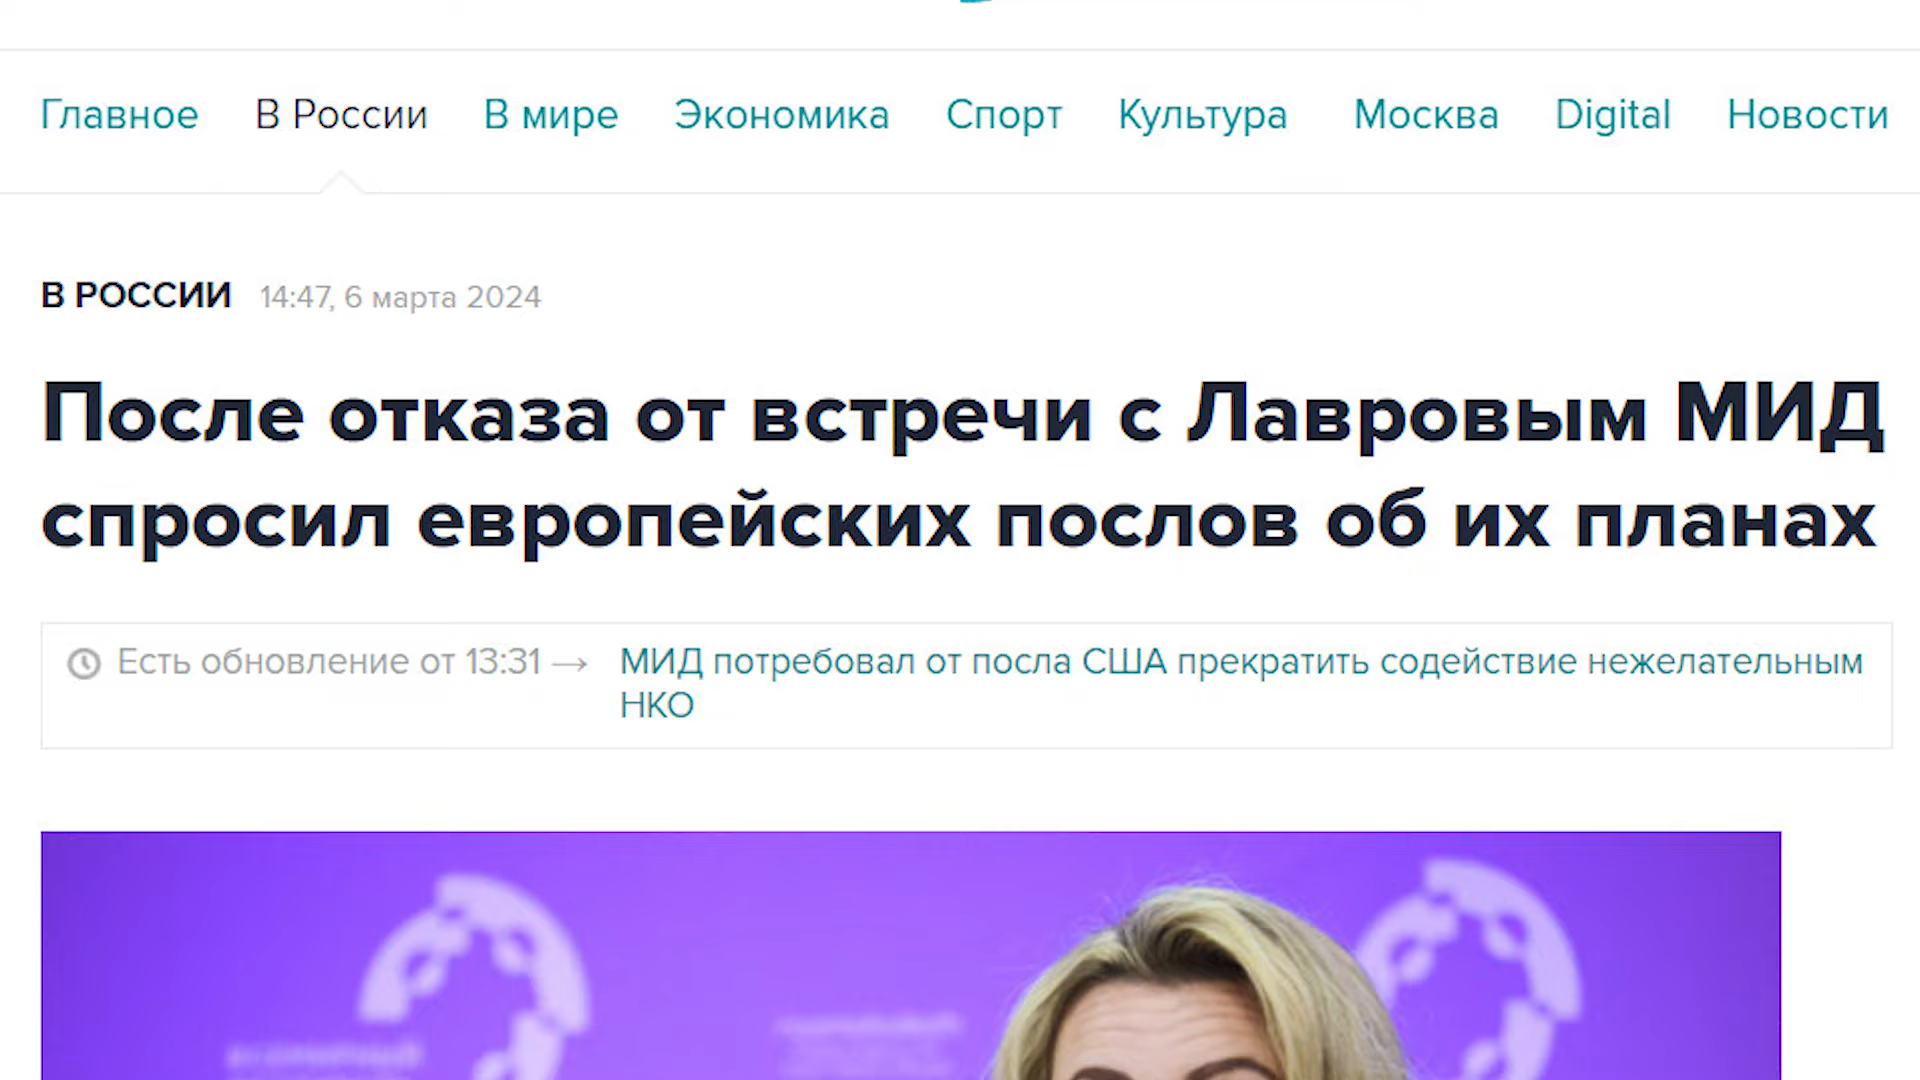 Главное В России В мире Экономика Спорт Культура Москва Digital Новости
В РОССИИ 14:47, 6 марта 2024
После отказа от встречи с Лавровым МИД
спросил европейских послов об их планах
Есть обновление от 13:31 → МИД потребовал от посла США прекратить содействие нежелательным
НКО